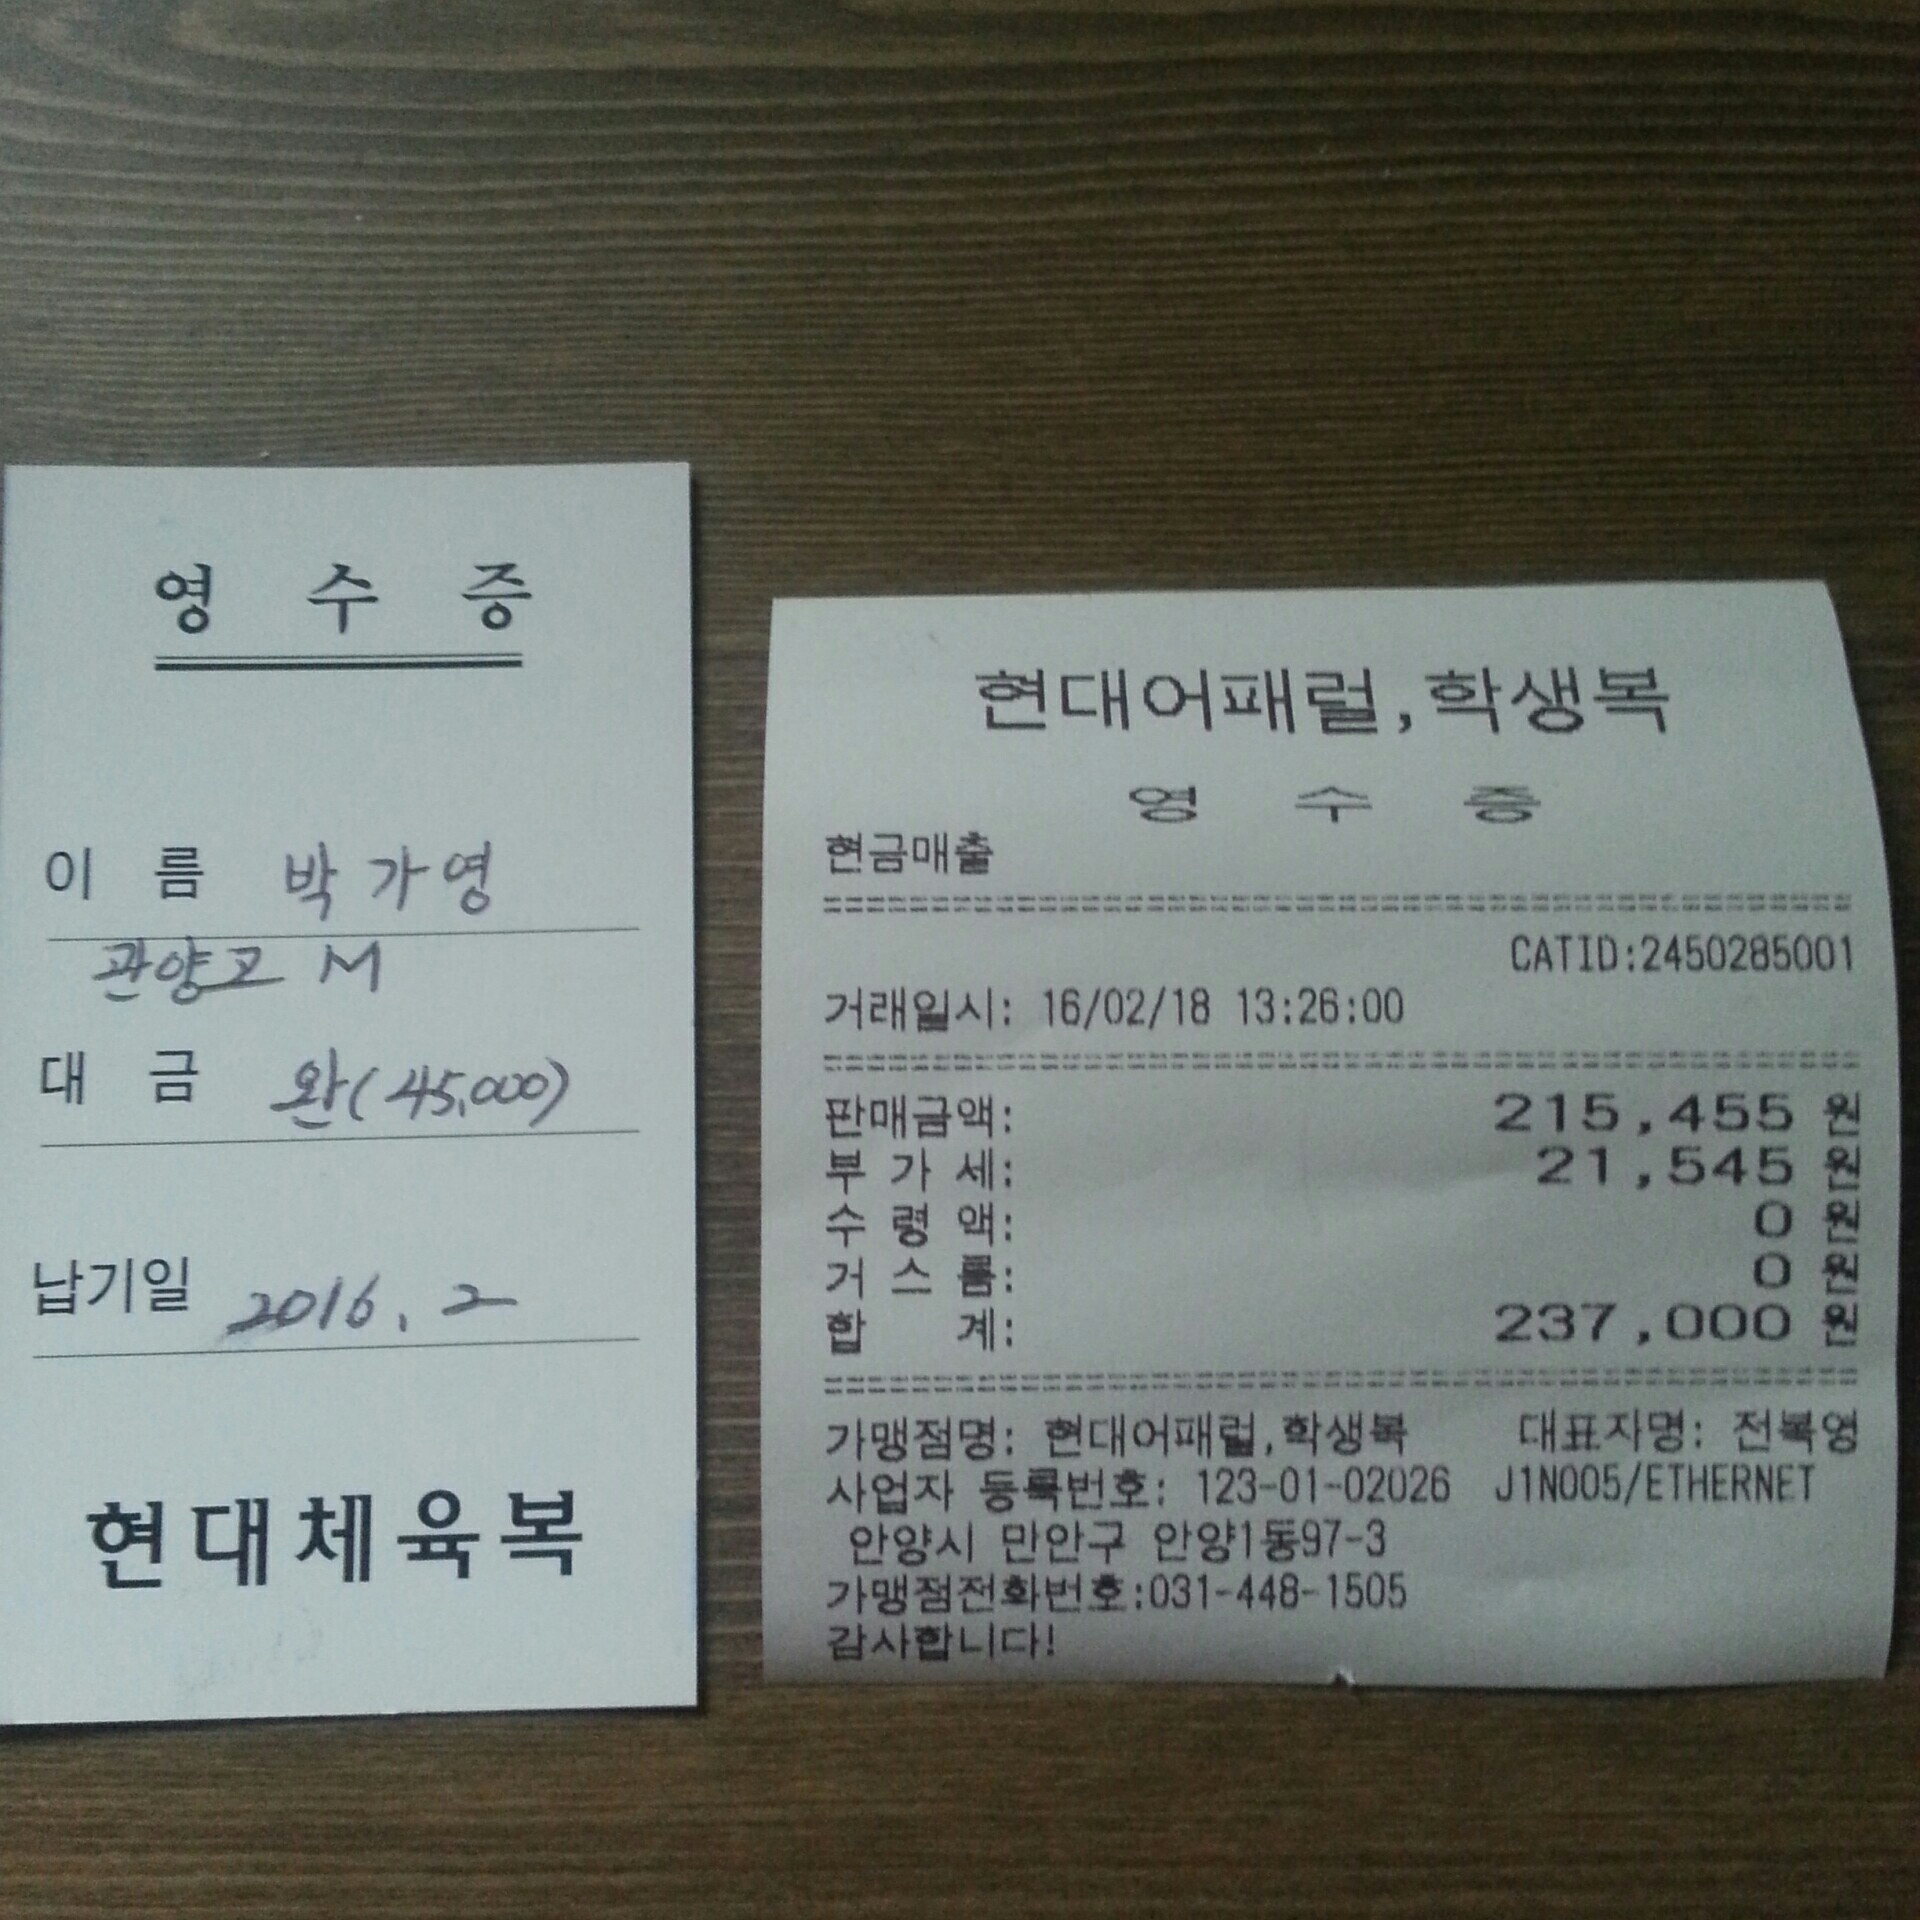 영 수 증
이 름 박가영
관양고 M
대 금 완(45,000)
납기일 2016. 2
현대체육복
현대어패럴,학생복
영 수 증
현금매출
CATID:2450285001
거래일시: 16/02/18 13:26:00
판매금액: 215,455 원
부 가 세: 21,545 원
수 령 액: 0 원
거 스 름: 0 원
합 계: 237,000 원
가맹점명: 현대어패럴,학생복 대표자명: 전복영
사업자 등록번호: 123-01-02026 J1N005/ETHERNET
안양시 만안구 안양1동97-3
가맹점전화번호:031-448-1505
감사합니다!